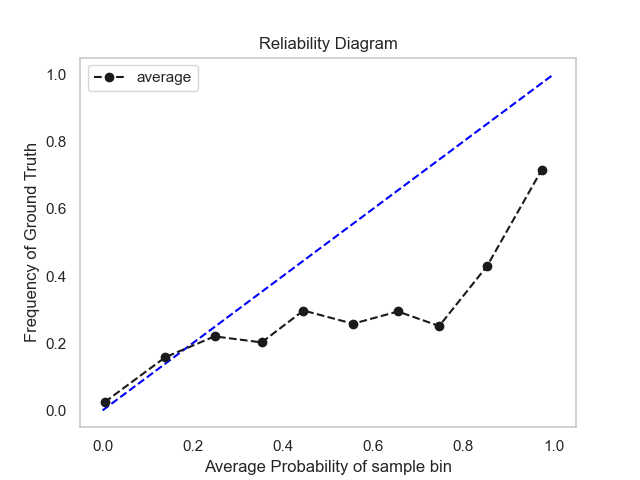 Reliability Diagram
average
Frequency of Ground Truth
1.0
0.8
0.6
0.4
0.2
0.0
0.0 0.2 0.4 0.6 0.8 1.0
Average Probability of sample bin